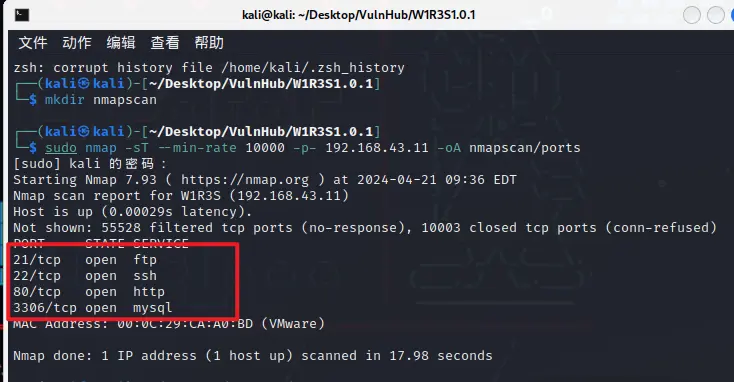 kali@kali: ~/Desktop/VulnHub/W1R3S1.0.1
文件 动作 编辑 查看 帮助
zsh: corrupt history file /home/kali/.zsh_history
┌──(kali㉿kali)-[~/Desktop/VulnHub/W1R3S1.0.1]
└─$ mkdir nmapscan
┌──(kali㉿kali)-[~/Desktop/VulnHub/W1R3S1.0.1]
└─$ sudo nmap -sT --min-rate 10000 -p- 192.168.43.11 -oA nmapscan/ports
[sudo] kali 的密码：
Starting Nmap 7.93 ( https://nmap.org ) at 2024-04-21 09:36 EDT
Nmap scan report for W1R3S (192.168.43.11)
Host is up (0.00029s latency).
Not shown: 55528 filtered tcp ports (no-response), 10003 closed tcp ports (conn-refused)
PORT STATE SERVICE
21/tcp open ftp
22/tcp open ssh
80/tcp open http
3306/tcp open mysql
MAC Address: 00:0C:29:CA:A0:BD (VMware)
Nmap done: 1 IP address (1 host up) scanned in 17.98 seconds